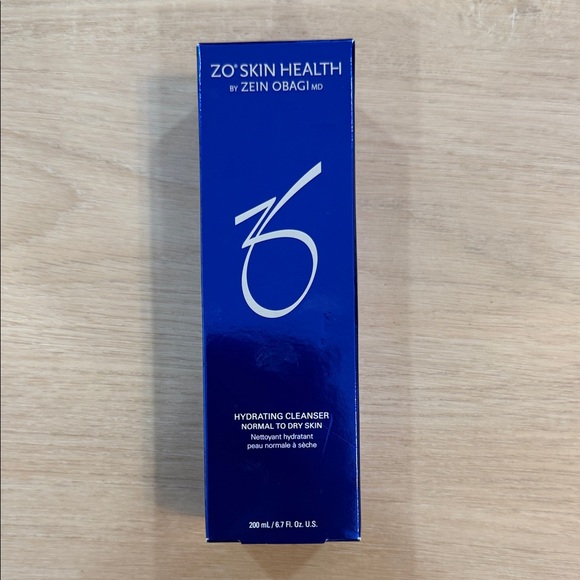 ZO® SKIN HEALTH
BY ZEIN OBAGI MD
ZO
HYDRATING CLEANSER
NORMAL TO DRY SKIN
Nettoyant hydratant
peau normale à sèche
200 mL / 6.7 Fl. Oz. U.S.